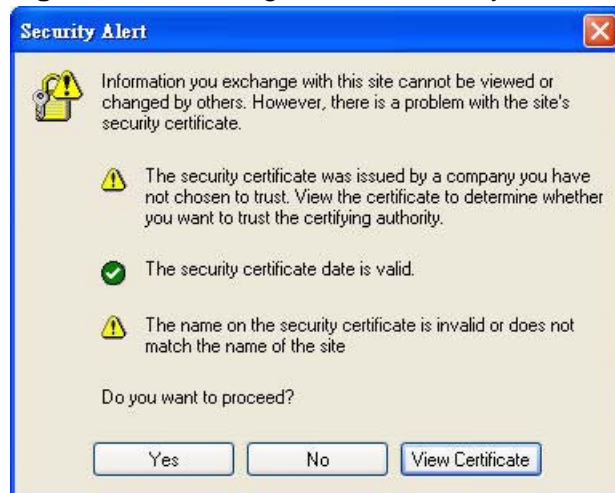 Security Alert
Information you exchange with this site cannot be viewed or
changed by others. However, there is a problem with the site's
security certificate.
The security certificate was issued by a company you have
not chosen to trust. View the certificate to determine whether
you want to trust the certifying authority.
The security certificate date is valid.
The name on the security certificate is invalid or does not
match the name of the site
Do you want to proceed?
Yes
No
View Certificate